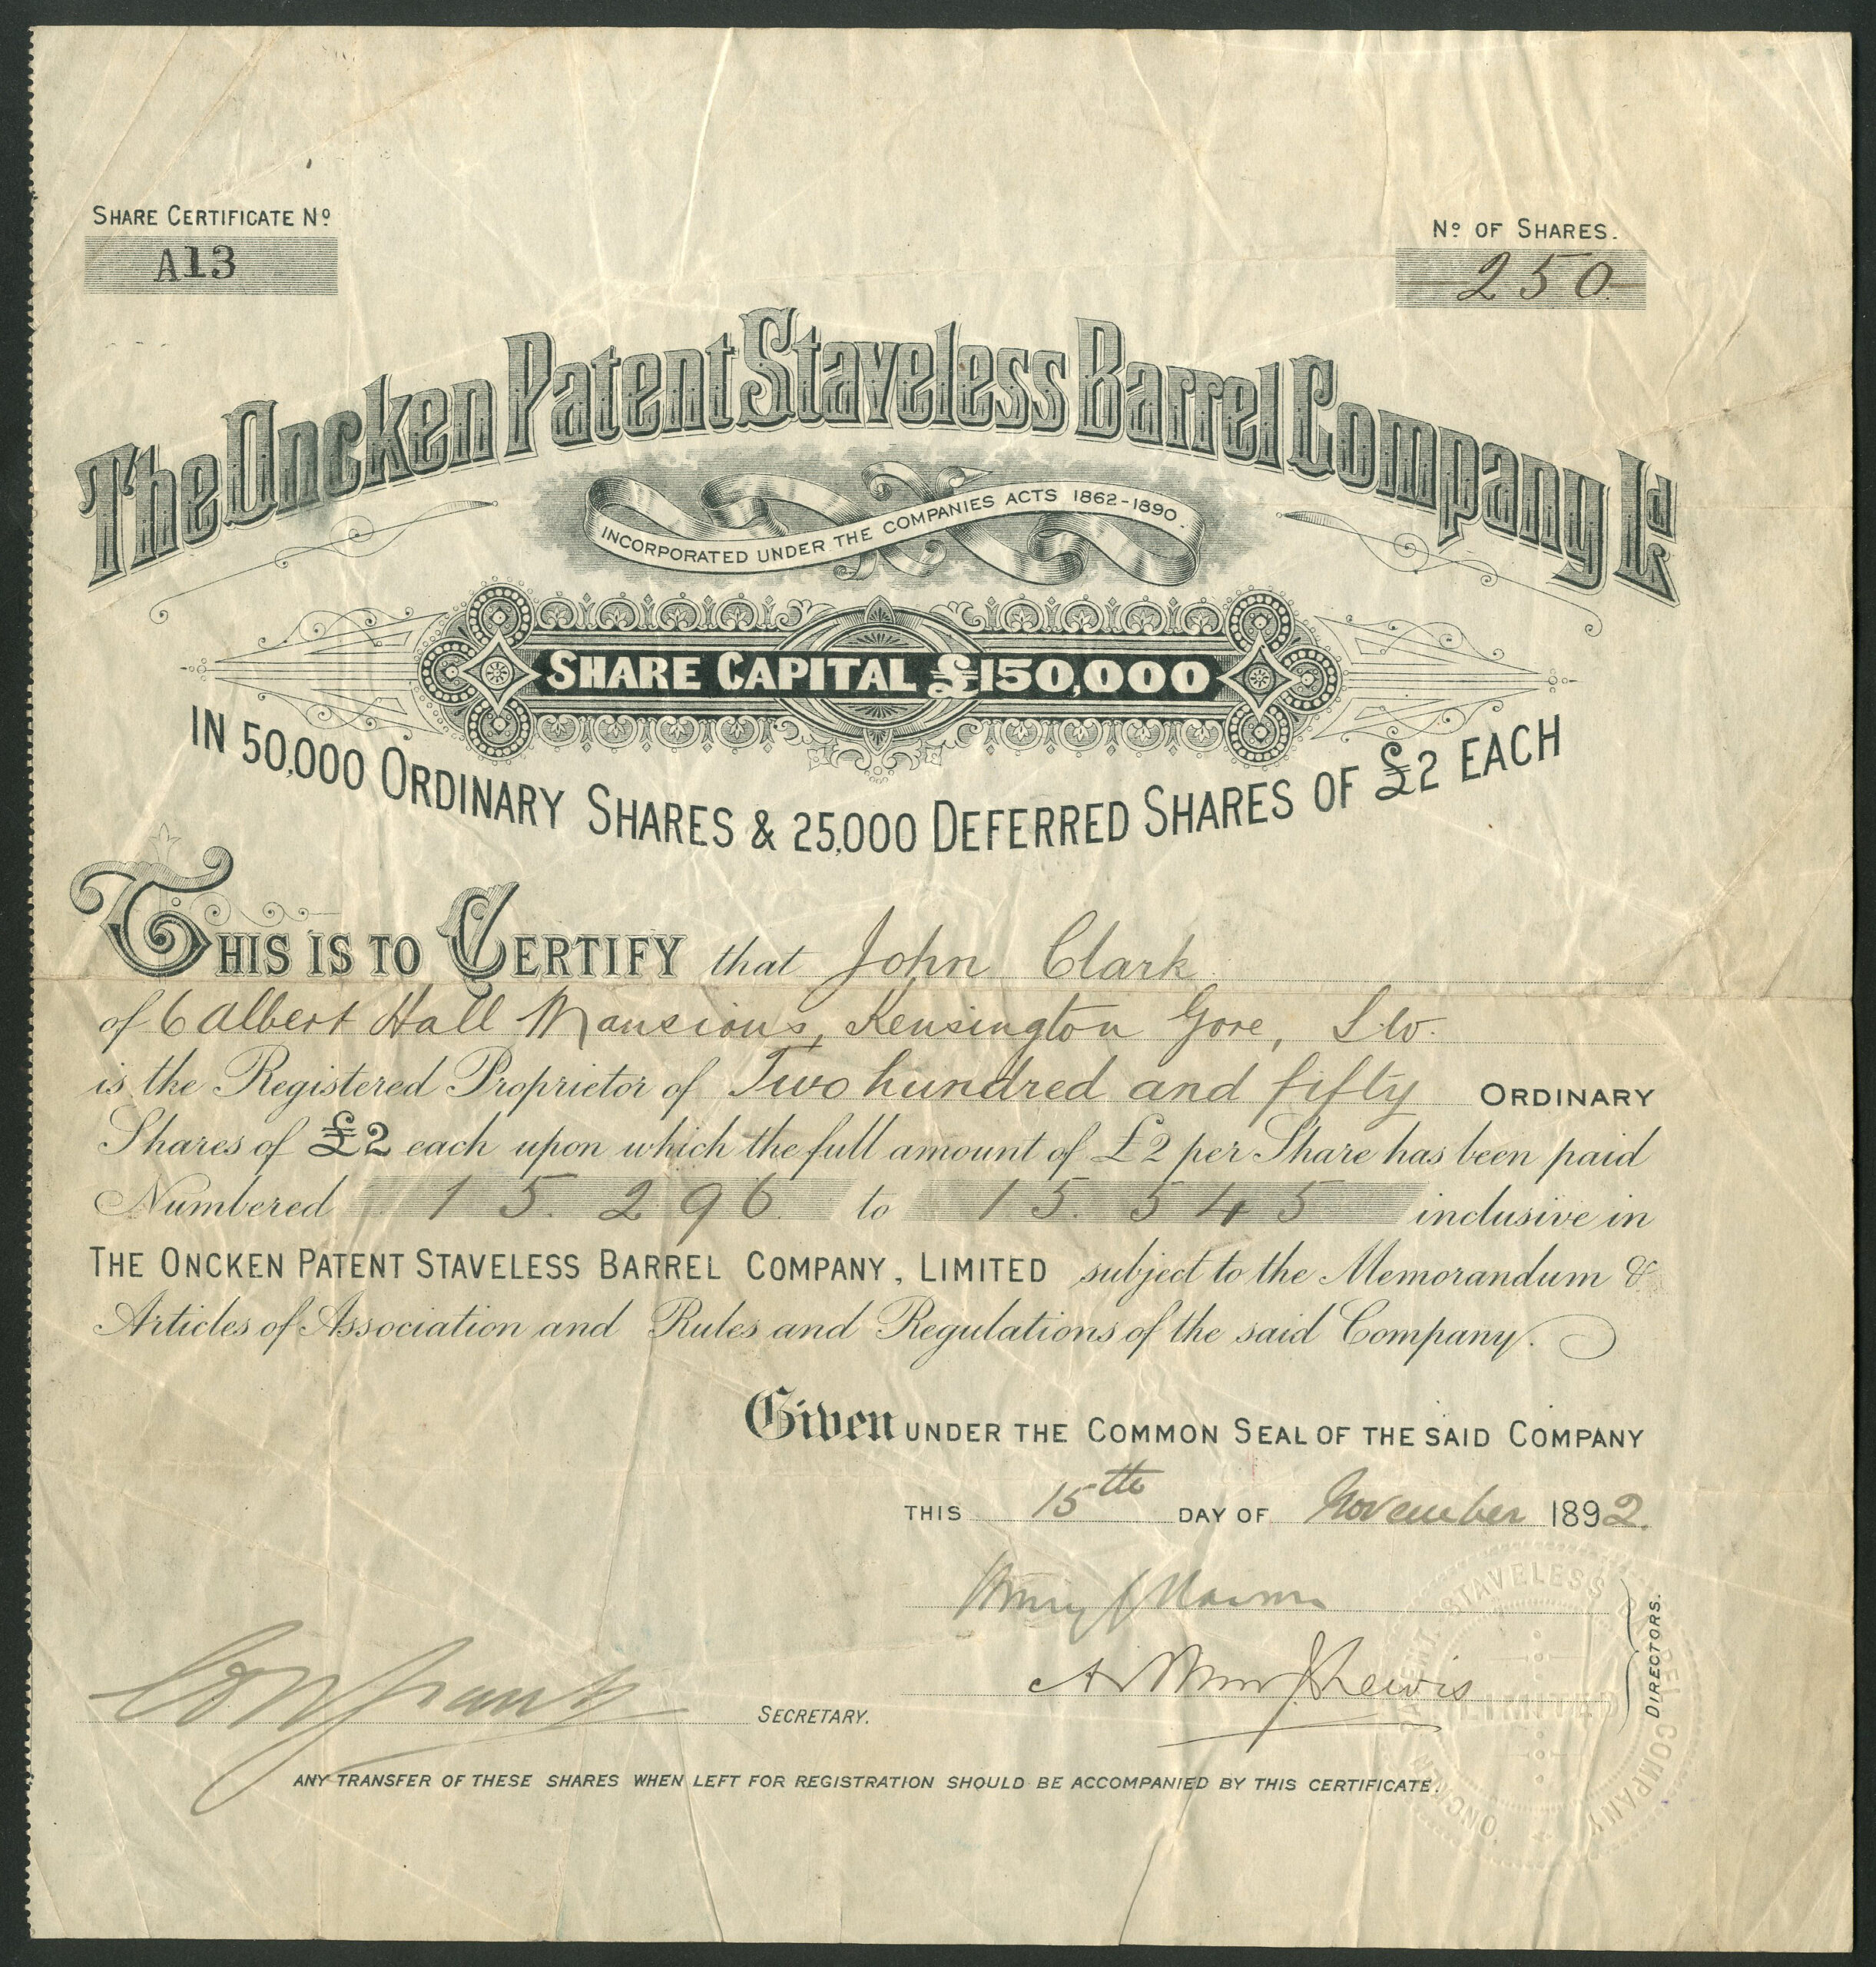 SHARE CERTIFICATE Nº
A13
Nº OF SHARES.
250
The Oncken Patent Staveless Barrel Company Ld
INCORPORATED UNDER THE COMPANIES ACTS 1862-1890.
SHARE CAPITAL £150,000
IN 50,000 ORDINARY SHARES & 25,000 DEFERRED SHARES OF £2 EACH
THIS IS TO CERTIFY that John Clark
of 6 Albert Hall Mansions, Kensington Gore, S.W.
is the Registered Proprietor of Two hundred and fifty ORDINARY
Shares of £2 each upon which the full amount of £2 per Share has been paid
Numbered 15.296 to 15.545 inclusive in
THE ONCKEN PATENT STAVELESS BARREL COMPANY, LIMITED subject to the Memorandum &
Articles of Association and Rules and Regulations of the said Company.
Given UNDER THE COMMON SEAL OF THE SAID COMPANY
THIS 15th DAY OF November 1892.
Lewis
DIRECTORS.
SECRETARY.
ONCKEN PATENT STAVELESS BARREL COMPANY
LIMITED
ANY TRANSFER OF THESE SHARES WHEN LEFT FOR REGISTRATION SHOULD BE ACCOMPANIED BY THIS CERTIFICATE.